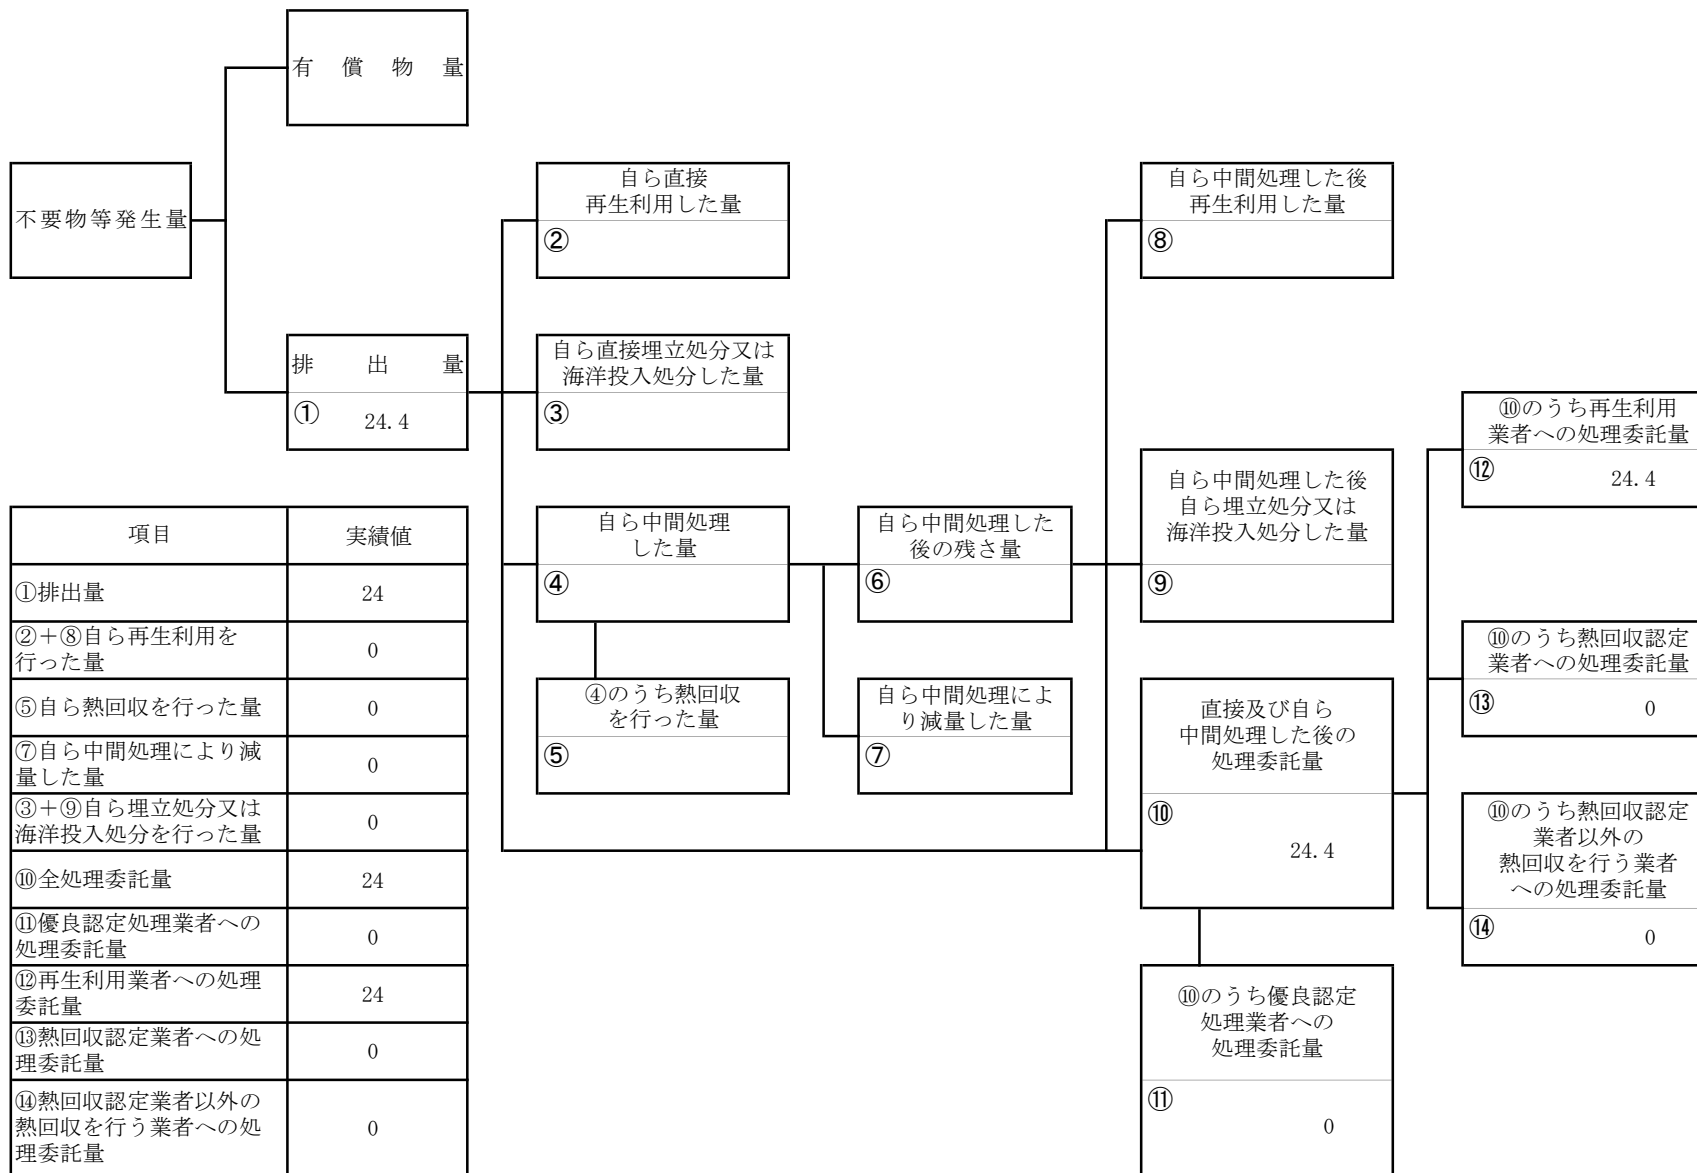 有償物量
不要物等発生量
排出量
① 24.4
自ら直接
再生利用した量
②
自ら直接埋立処分又は
海洋投入処分した量
③
自ら中間処理
した量
④
④のうち熱回収
を行った量
⑤
自ら中間処理した
後の残さ量
⑥
自ら中間処理によ
り減量した量
⑦
自ら中間処理した後
再生利用した量
⑧
自ら中間処理した後
自ら埋立処分又は
海洋投入処分した量
⑨
直接及び自ら
中間処理した後の
処理委託量
⑩
24.4
⑩のうち優良認定
処理業者への
処理委託量
⑪
0
⑩のうち再生利用
業者への処理委託量
⑫ 24.4
⑩のうち熱回収認定
業者への処理委託量
⑬ 0
⑩のうち熱回収認定
業者以外の
熱回収を行う業者
への処理委託量
⑭ 0
項目 実績値
①排出量 24
②+⑧自ら再生利用を
行った量 0
⑤自ら熱回収を行った量 0
⑦自ら中間処理により減
量した量 0
③+⑨自ら埋立処分又は
海洋投入処分を行った量 0
⑩全処理委託量 24
⑪優良認定処理業者への
処理委託量 0
⑫再生利用業者への処理
委託量 24
⑬熱回収認定業者への処
理委託量 0
⑭熱回収認定業者以外の
熱回収を行う業者への処
理委託量 0